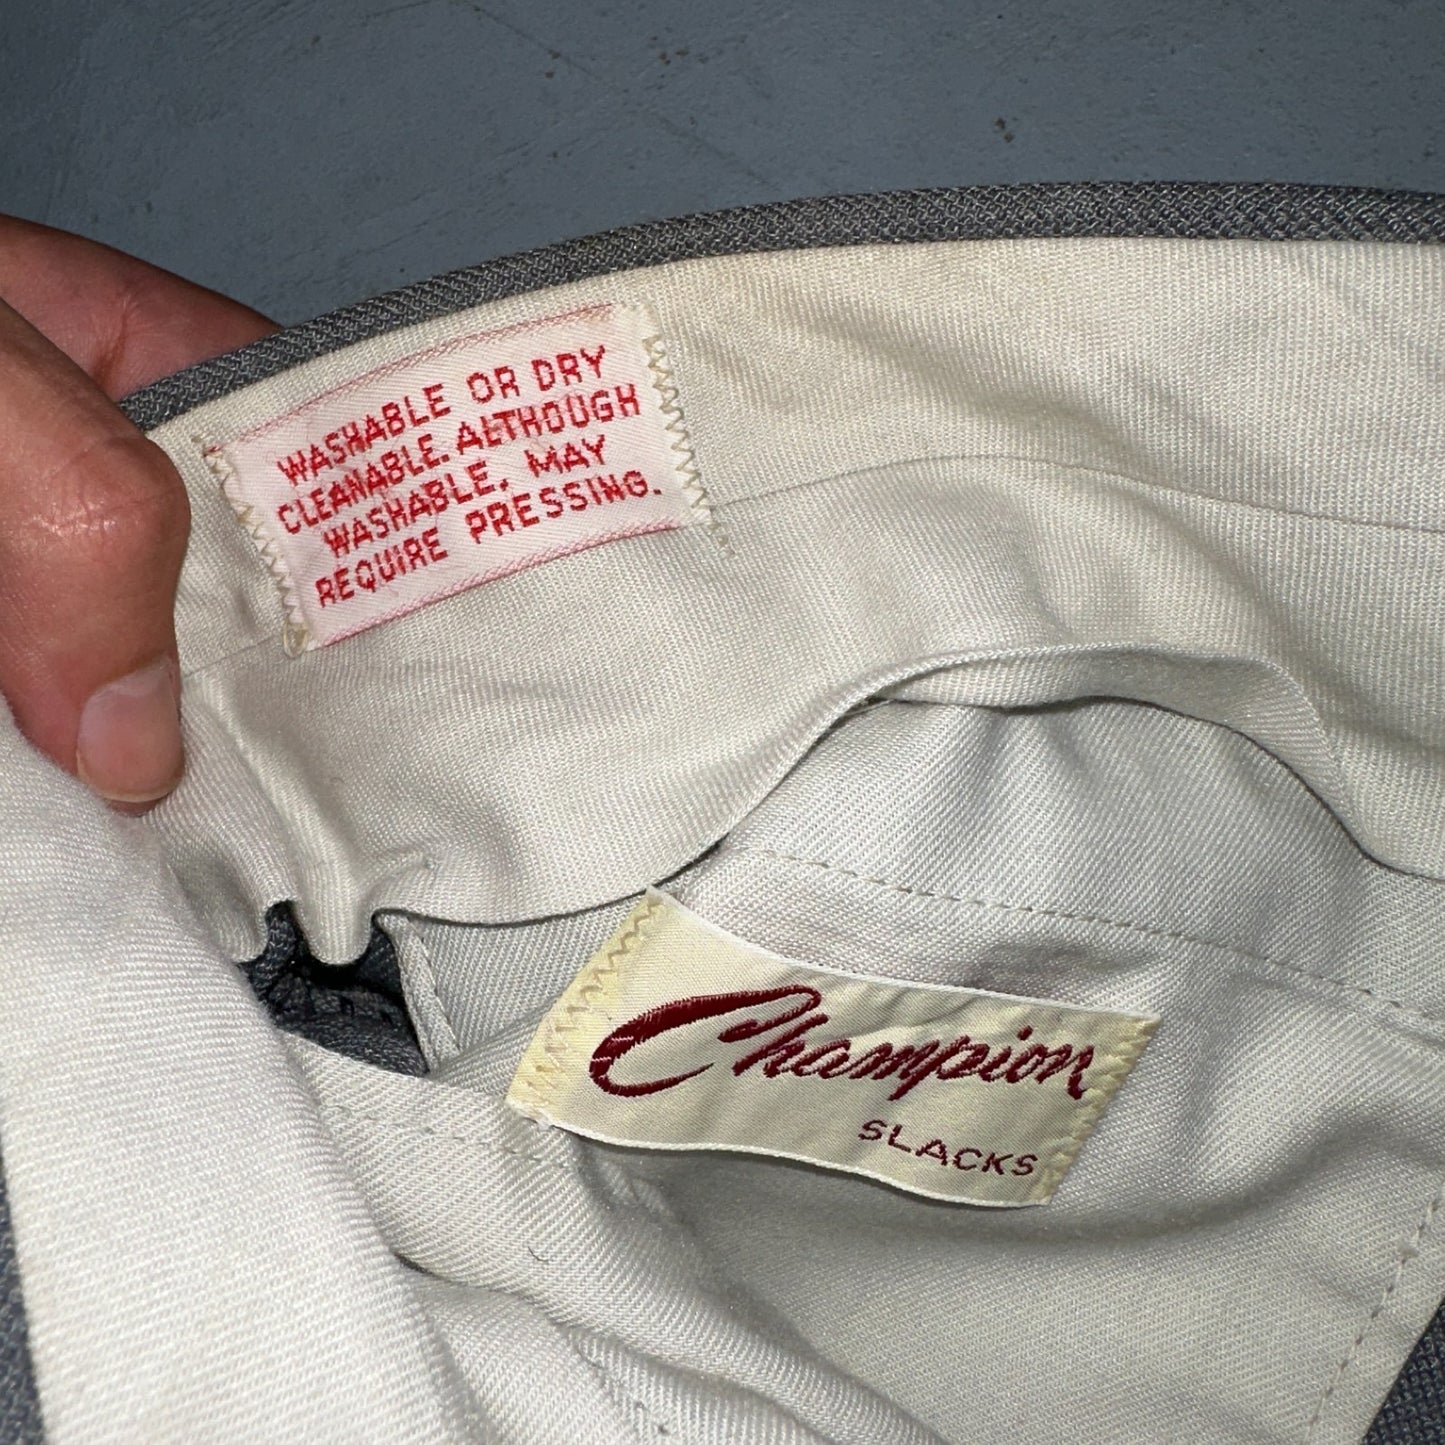 WASHABLE OR DRY
CLEANABLE. ALTHOUGH
WASHABLE, MAY
REQUIRE PRESSING.
Champion
SLACKS